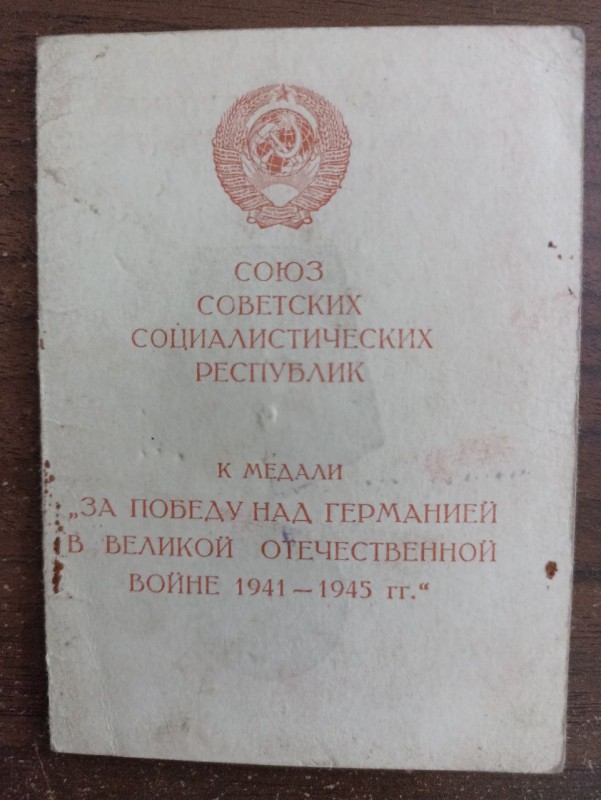 СОЮЗ
СОВЕТСКИХ
СОЦИАЛИСТИЧЕСКИХ
РЕСПУБЛИК
К МЕДАЛИ
„ЗА ПОБЕДУ НАД ГЕРМАНИЕЙ
В ВЕЛИКОЙ ОТЕЧЕСТВЕННОЙ
ВОЙНЕ 1941—1945 гг.“